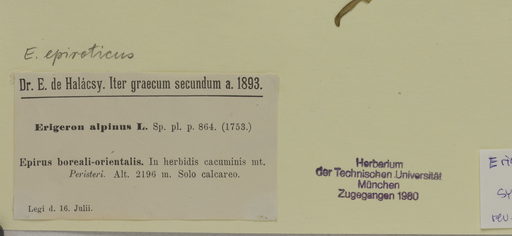 E. epiroticus
Dr. E. de Halácsy. Iter graecum secundum a. 1893.
Erigeron alpinus L. Sp. pl. p. 864. (1753.)
Epirus boreali-orientalis. In herbidis cacuminis mt.
Peristeri. Alt. 2196 m. Solo calcareo.
Legi d. 16. Julii.
Herbarium
der Technischen Universität
München
Zugegangen 1980